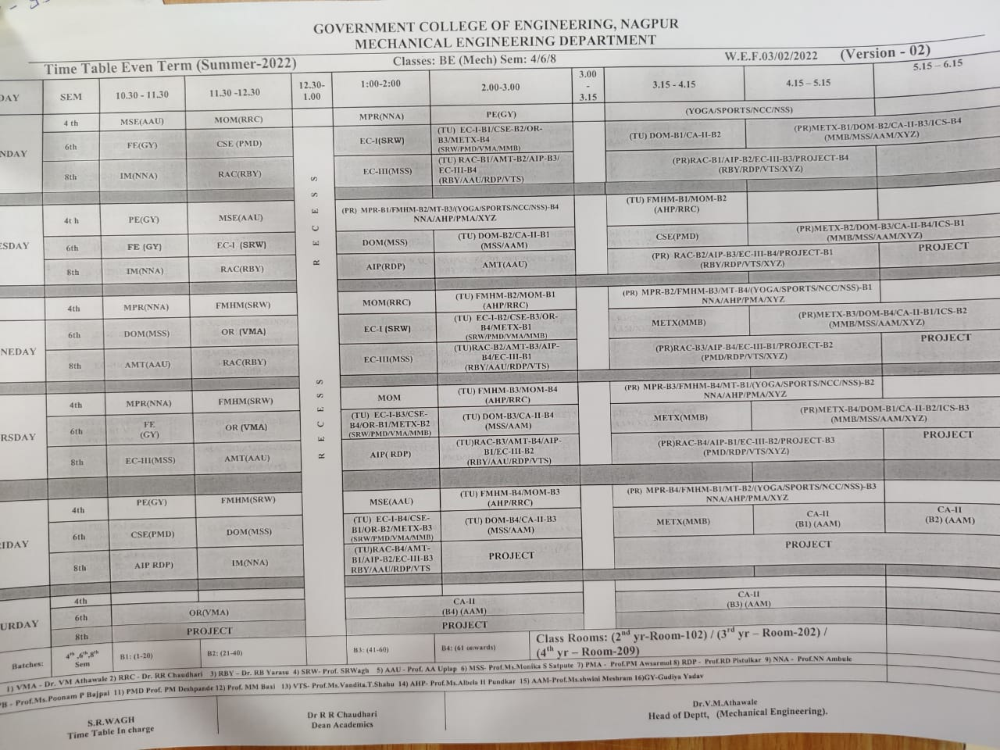 GOVERNMENT COLLEGE OF ENGINEERING, NAGPUR
MECHANICAL ENGINEERING DEPARTMENT
Time Table Even Term (Summer-2022) Classes: BE (Mech) Sem: 4/6/8 W.E.F.03/02/2022 (Version - 02)
DAY SEM 10.30 - 11.30 11.30 -12.30 12.30-1.00 1:00-2:00 2.00-3.00 3.00 - 3.15 3.15 - 4.15 4.15 – 5.15 5.15 – 6.15
NDAY
4 th MSE(AAU) MOM(RRC) MPR(NNA) PE(GY) (YOGA/SPORTS/NCC/NSS)
6th FE(GY) CSE (PMD) EC-I(SRW) (TU) EC-I-B1/CSE-B2/OR-B3/METX-B4 (SRW/PMD/VMA/MMB) (TU) DOM-B1/CA-II-B2 (PR)METX-B1/DOM-B2/CA-II-B3/ICS-B4 (MMB/MSS/AAM/XYZ)
8th IM(NNA) RAC(RBY) EC-III(MSS) (TU) RAC-B1/AMT-B2/AIP-B3/EC-III-B4 (RBY/AAU/RDP/VTS) (PR)RAC-B1/AIP-B2/EC-III-B3/PROJECT-B4 (RBY/RDP/VTS/XYZ)
RECESS
ESDAY
4t h PE(GY) MSE(AAU) (PR) MPR-B1/FMHM-B2/MT-B3/(YOGA/SPORTS/NCC/NSS)-B4 NNA/AHP/PMA/XYZ (TU) FMHM-B1/MOM-B2 (AHP/RRC)
6th FE (GY) EC-I (SRW) DOM(MSS) (TU) DOM-B2/CA-II-B1 (MSS/AAM) CSE(PMD) (PR)METX-B2/DOM-B3/CA-II-B4/ICS-B1 (MMB/MSS/AAM/XYZ)
8th IM(NNA) RAC(RBY) AIP(RDP) AMT(AAU) (PR) RAC-B2/AIP-B3/EC-III-B4/PROJECT-B1 (RBY/RDP/VTS/XYZ) PROJECT
NEDAY
4th MPR(NNA) FMHM(SRW) MOM(RRC) (TU) FMHM-B2/MOM-B1 (AHP/RRC) (PR) MPR-B2/FMHM-B3/MT-B4/(YOGA/SPORTS/NCC/NSS)-B1 NNA/AHP/PMA/XYZ
6th DOM(MSS) OR (VMA) EC-I (SRW) (TU) EC-I-B2/CSE-B3/OR-B4/METX-B1 (SRW/PMD/VMA/MMB) METX(MMB) (PR)METX-B3/DOM-B4/CA-II-B1/ICS-B2 (MMB/MSS/AAM/XYZ)
8th AMT(AAU) RAC(RBY) EC-III(MSS) (TU)RAC-B2/AMT-B3/AIP-B4/EC-III-B1 (RBY/AAU/RDP/VTS) (PR)RAC-B3/AIP-B4/EC-III-B1/PROJECT-B2 (PMD/RDP/VTS/XYZ) PROJECT
RECESS
RSDAY
4th MPR(NNA) FMHM(SRW) MOM (TU) FMHM-B3/MOM-B4 (AHP/RRC) (PR) MPR-B3/FMHM-B4/MT-B1/(YOGA/SPORTS/NCC/NSS)-B2 NNA/AHP/PMA/XYZ
6th FE (GY) OR (VMA) (TU) EC-I-B3/CSE-B4/OR-B1/METX-B2 (SRW/PMD/VMA/MMB) (TU) DOM-B3/CA-II-B4 (MSS/AAM) METX(MMB) (PR)METX-B4/DOM-B1/CA-II-B2/ICS-B3 (MMB/MSS/AAM/XYZ)
8th EC-III(MSS) AMT(AAU) AIP( RDP) (TU)RAC-B3/AMT-B4/AIP-B1/EC-III-B2 (RBY/AAU/RDP/VTS) (PR)RAC-B4/AIP-B1/EC-III-B2/PROJECT-B3 (PMD/RDP/VTS/XYZ) PROJECT
IDAY
4th PE(GY) FMHM(SRW) MSE(AAU) (TU) FMHM-B4/MOM-B3 (AHP/RRC) (PR) MPR-B4/FMHM-B1/MT-B2/(YOGA/SPORTS/NCC/NSS)-B3 NNA/AHP/PMA/XYZ
6th CSE(PMD) DOM(MSS) (TU) EC-I-B4/CSE-B1/OR-B2/METX-B3 (SRW/PMD/VMA/MMB) (TU) DOM-B4/CA-II-B3 (MSS/AAM) METX(MMB) CA-II (B1) (AAM) CA-II (B2) (AAM)
8th AIP RDP) IM(NNA) (TU)RAC-B4/AMT-B1/AIP-B2/EC-III-B3 RBY/AAU/RDP/VTS PROJECT PROJECT
URDAY
4th
6th OR(VMA) CA-II (B4) (AAM) CA-II (B3) (AAM)
8th PROJECT PROJECT
Batches: 4th ,6th,8th Sem B1: (1-20) B2: (21-40) B3: (41-60) B4: (61 onwards) Class Rooms: (2nd yr-Room-102) / (3rd yr – Room-202) / (4th yr – Room-209)
1) VMA - Dr. VM Athawale 2) RRC - Dr. RR Chaudhari 3) RBY – Dr. RB Yarasu 4) SRW- Prof. SRWagh 5) AAU - Prof. AA Uplap 6) MSS- Prof.Ms.Monika S Satpute 7) PMA - Prof.PM Awsarmol 8) RDP - Prof.RD Pistulkar 9) NNA – Prof.NN Ambule
PB - Prof.Ms.Poonam P Bajpai 11) PMD Prof. PM Deshpande 12) Prof. MM Baxi 13) VTS- Prof.Ms.Vandita.T.Shahu 14) AHP- Prof.Ms.Albela H Pundkar 15) AAM-Prof.Ms.shwini Meshram 16)GY-Gudiya Yadav
S.R.WAGH
Time Table In charge
Dr R R Chaudhari
Dean Academics
Dr.V.M.Athawale
Head of Deptt, (Mechanical Engineering).